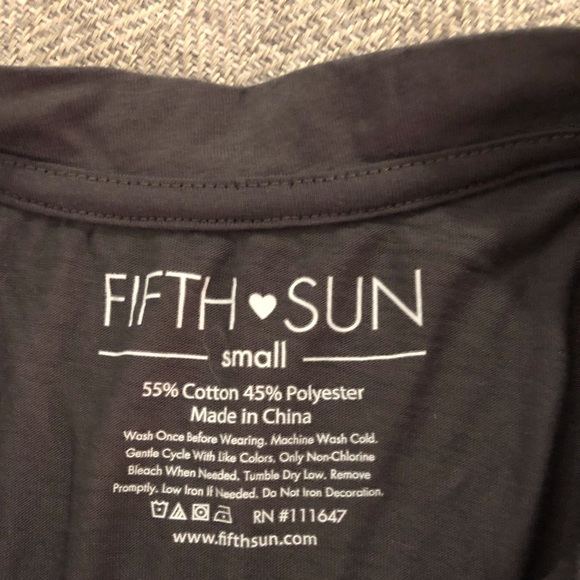 FIFTH ♥ SUN
small
55% Cotton 45% Polyester
Made in China
Wash Once Before Wearing. Machine Wash Cold.
Gentle Cycle With Like Colors, Only Non-Chlorine
Bleach When Needed. Tumble Dry Low. Remove
Promptly. Low Iron If Needed. Do Not Iron Decoration.
RN #111647
www.fifthsun.com